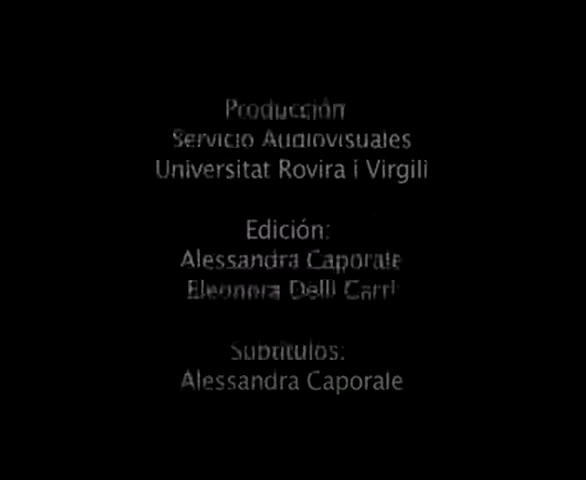 Producción
Servicio Audiovisuales
Universitat Rovira i Virgili
Edición:
Alessandra Caporale
Eleonora Delli Carri
Subtítulos:
Alessandra Caporale